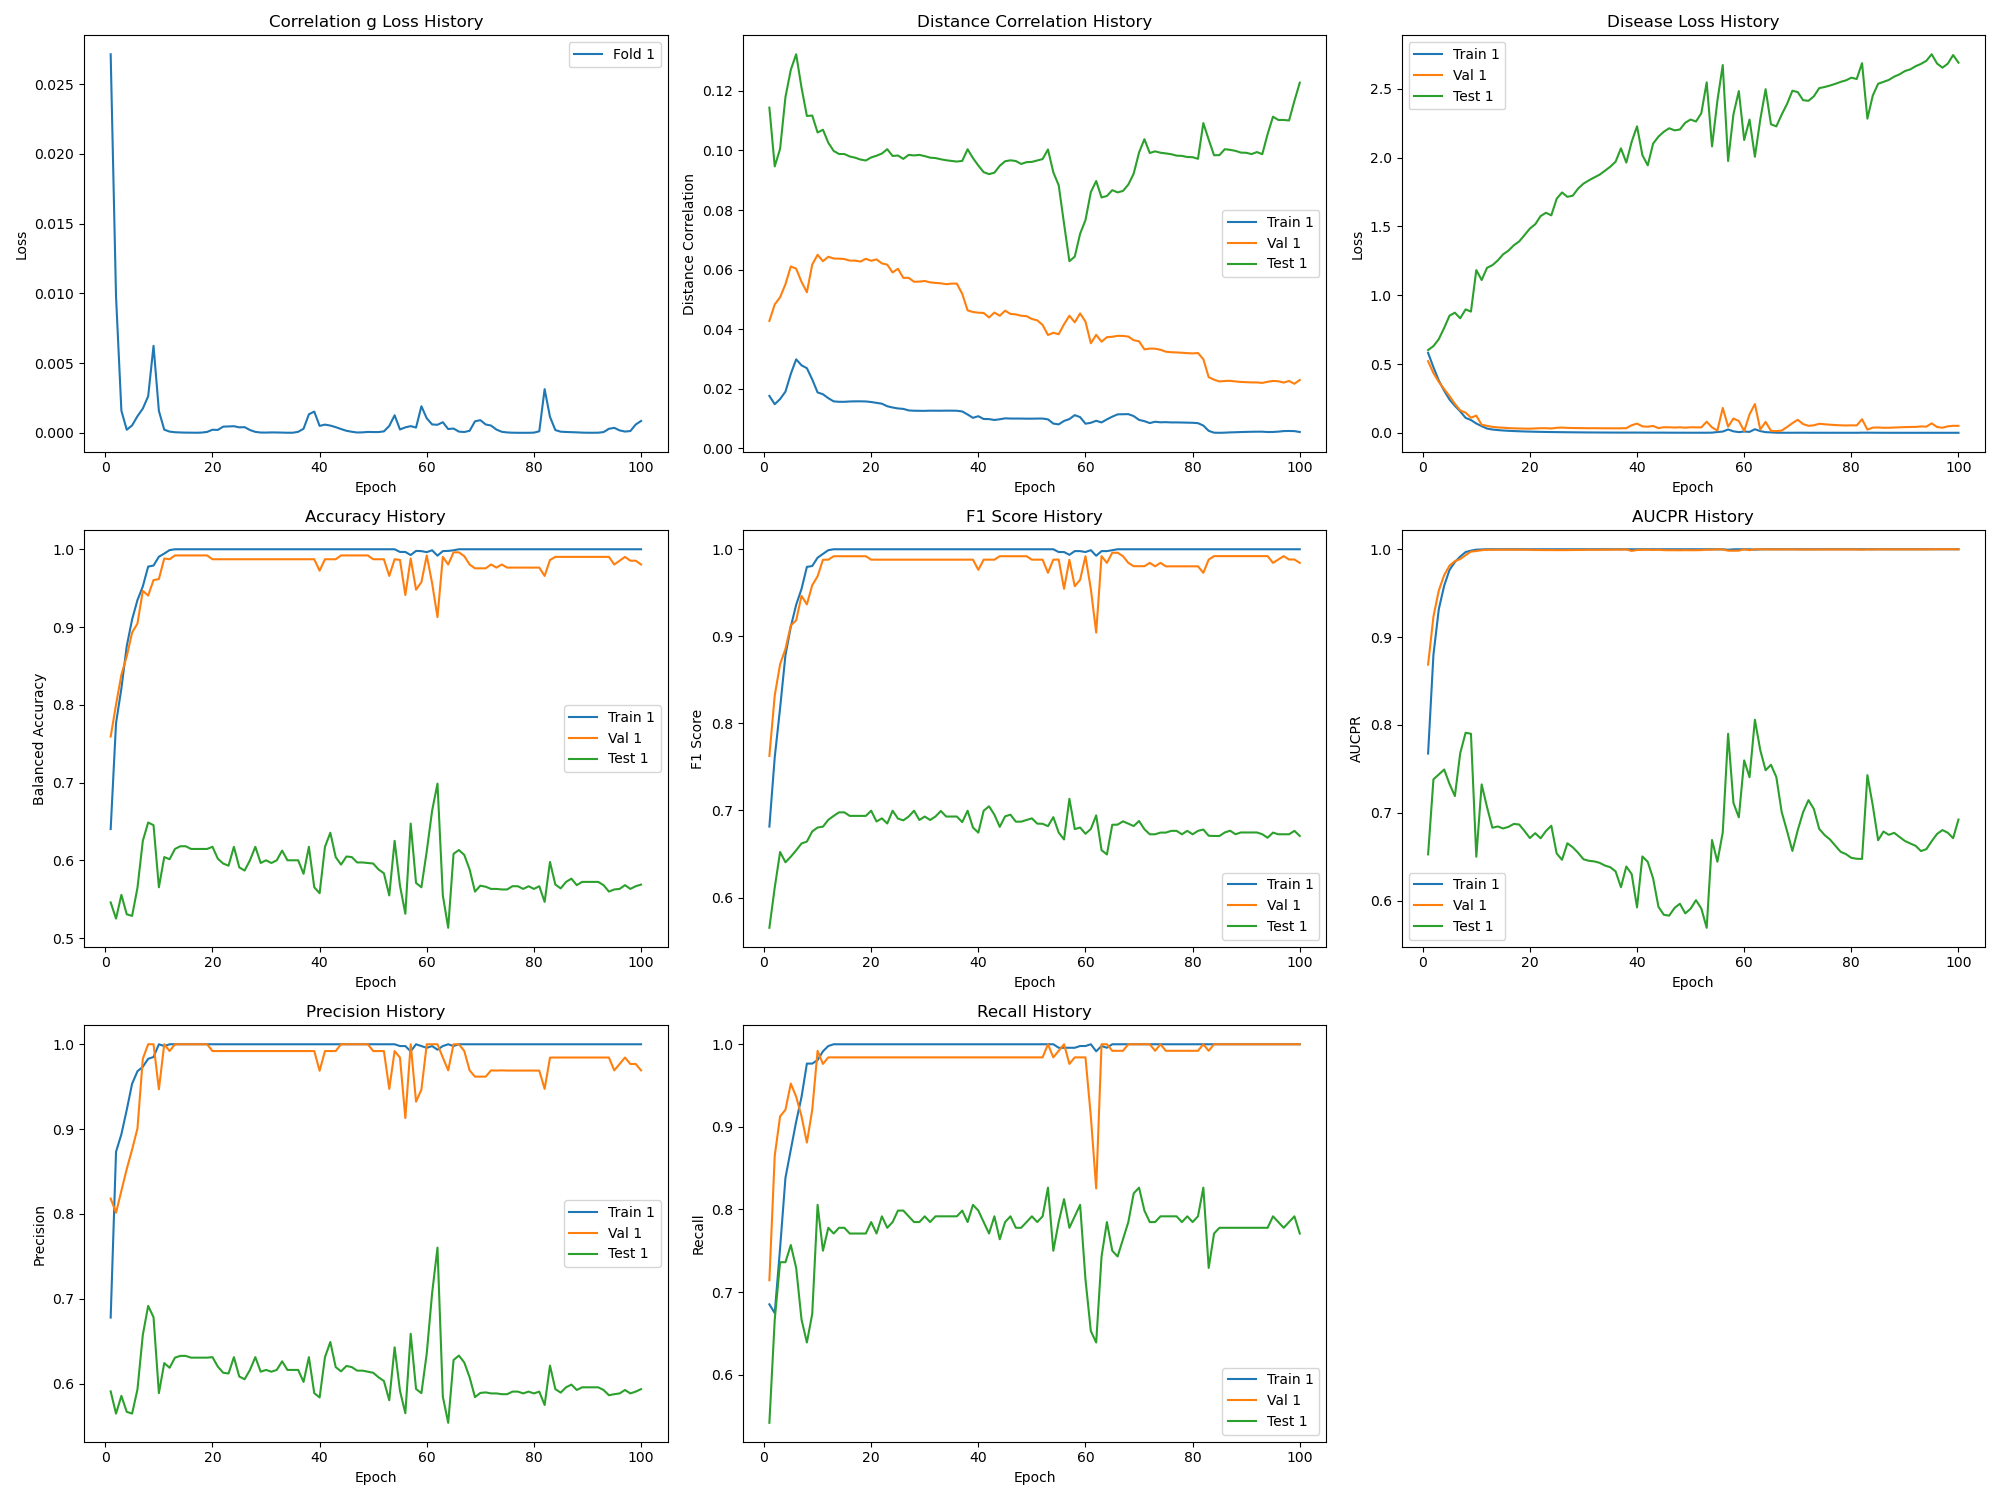 Correlation g Loss History
Loss
0.025
0.020
0.015
0.010
0.005
0.000
Fold 1
0 20 40 60 80 100
Epoch
Distance Correlation History
Distance Correlation
0.12
0.10
0.08
0.06
0.04
0.02
0.00
Train 1
Val 1
Test 1
0 20 40 60 80 100
Epoch
Disease Loss History
Loss
2.5
2.0
1.5
1.0
0.5
0.0
Train 1
Val 1
Test 1
0 20 40 60 80 100
Epoch
Accuracy History
Balanced Accuracy
1.0
0.9
0.8
0.7
0.6
0.5
Train 1
Val 1
Test 1
0 20 40 60 80 100
Epoch
F1 Score History
F1 Score
1.0
0.9
0.8
0.7
0.6
Train 1
Val 1
Test 1
0 20 40 60 80 100
Epoch
AUCPR History
AUCPR
1.0
0.9
0.8
0.7
0.6
Train 1
Val 1
Test 1
0 20 40 60 80 100
Epoch
Precision History
Precision
1.0
0.9
0.8
0.7
0.6
Train 1
Val 1
Test 1
0 20 40 60 80 100
Epoch
Recall History
Recall
1.0
0.9
0.8
0.7
0.6
Train 1
Val 1
Test 1
0 20 40 60 80 100
Epoch